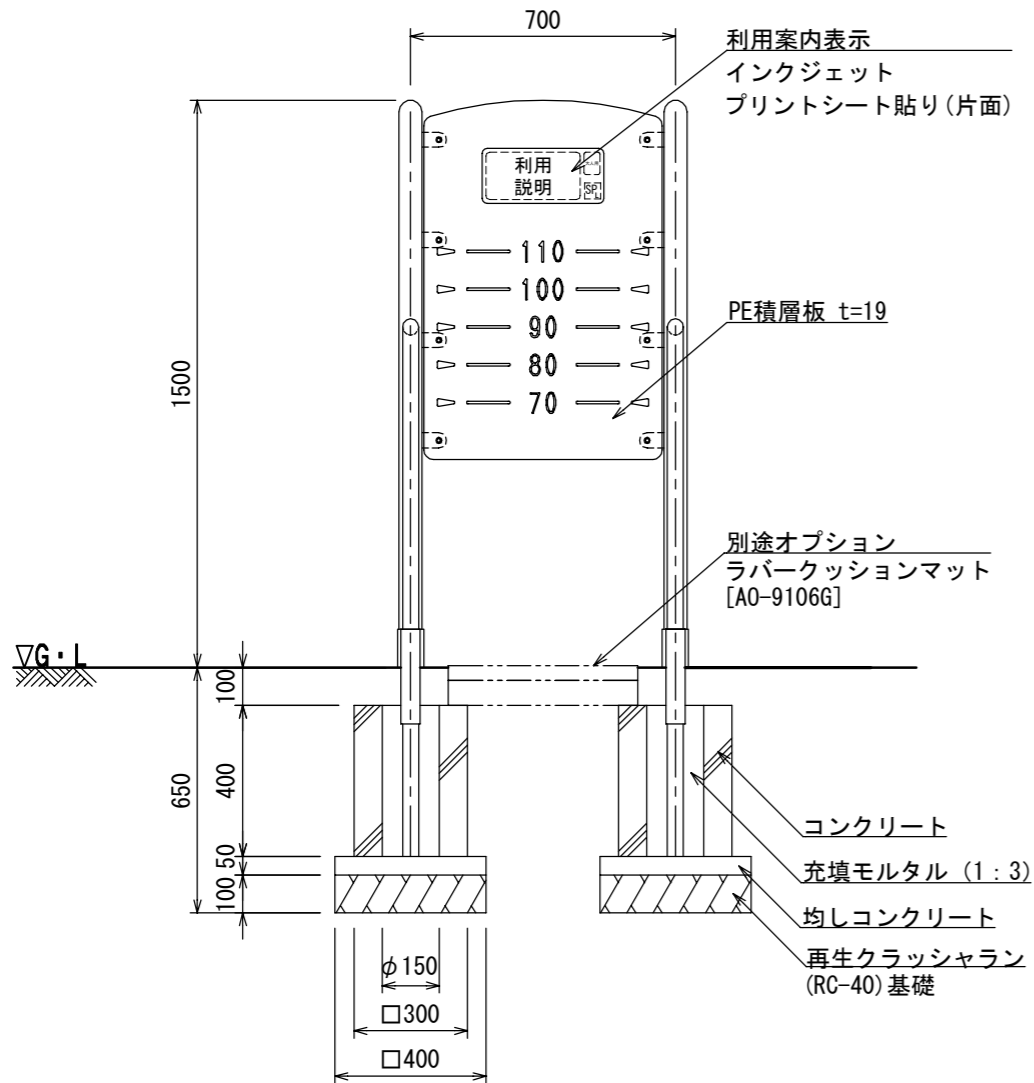 700
利用案内表示
インクジェット
プリントシート貼り(片面)
利用
説明
SP
110
100
90
80
70
PE積層板 t=19
1500
別途オプション
ラバークッションマット
[AO-9106G]
▽G・L
100
650
400
50
100
コンクリート
充填モルタル (1：3)
均しコンクリート
再生クラッシャラン
(RC-40)基礎
φ150
□300
□400